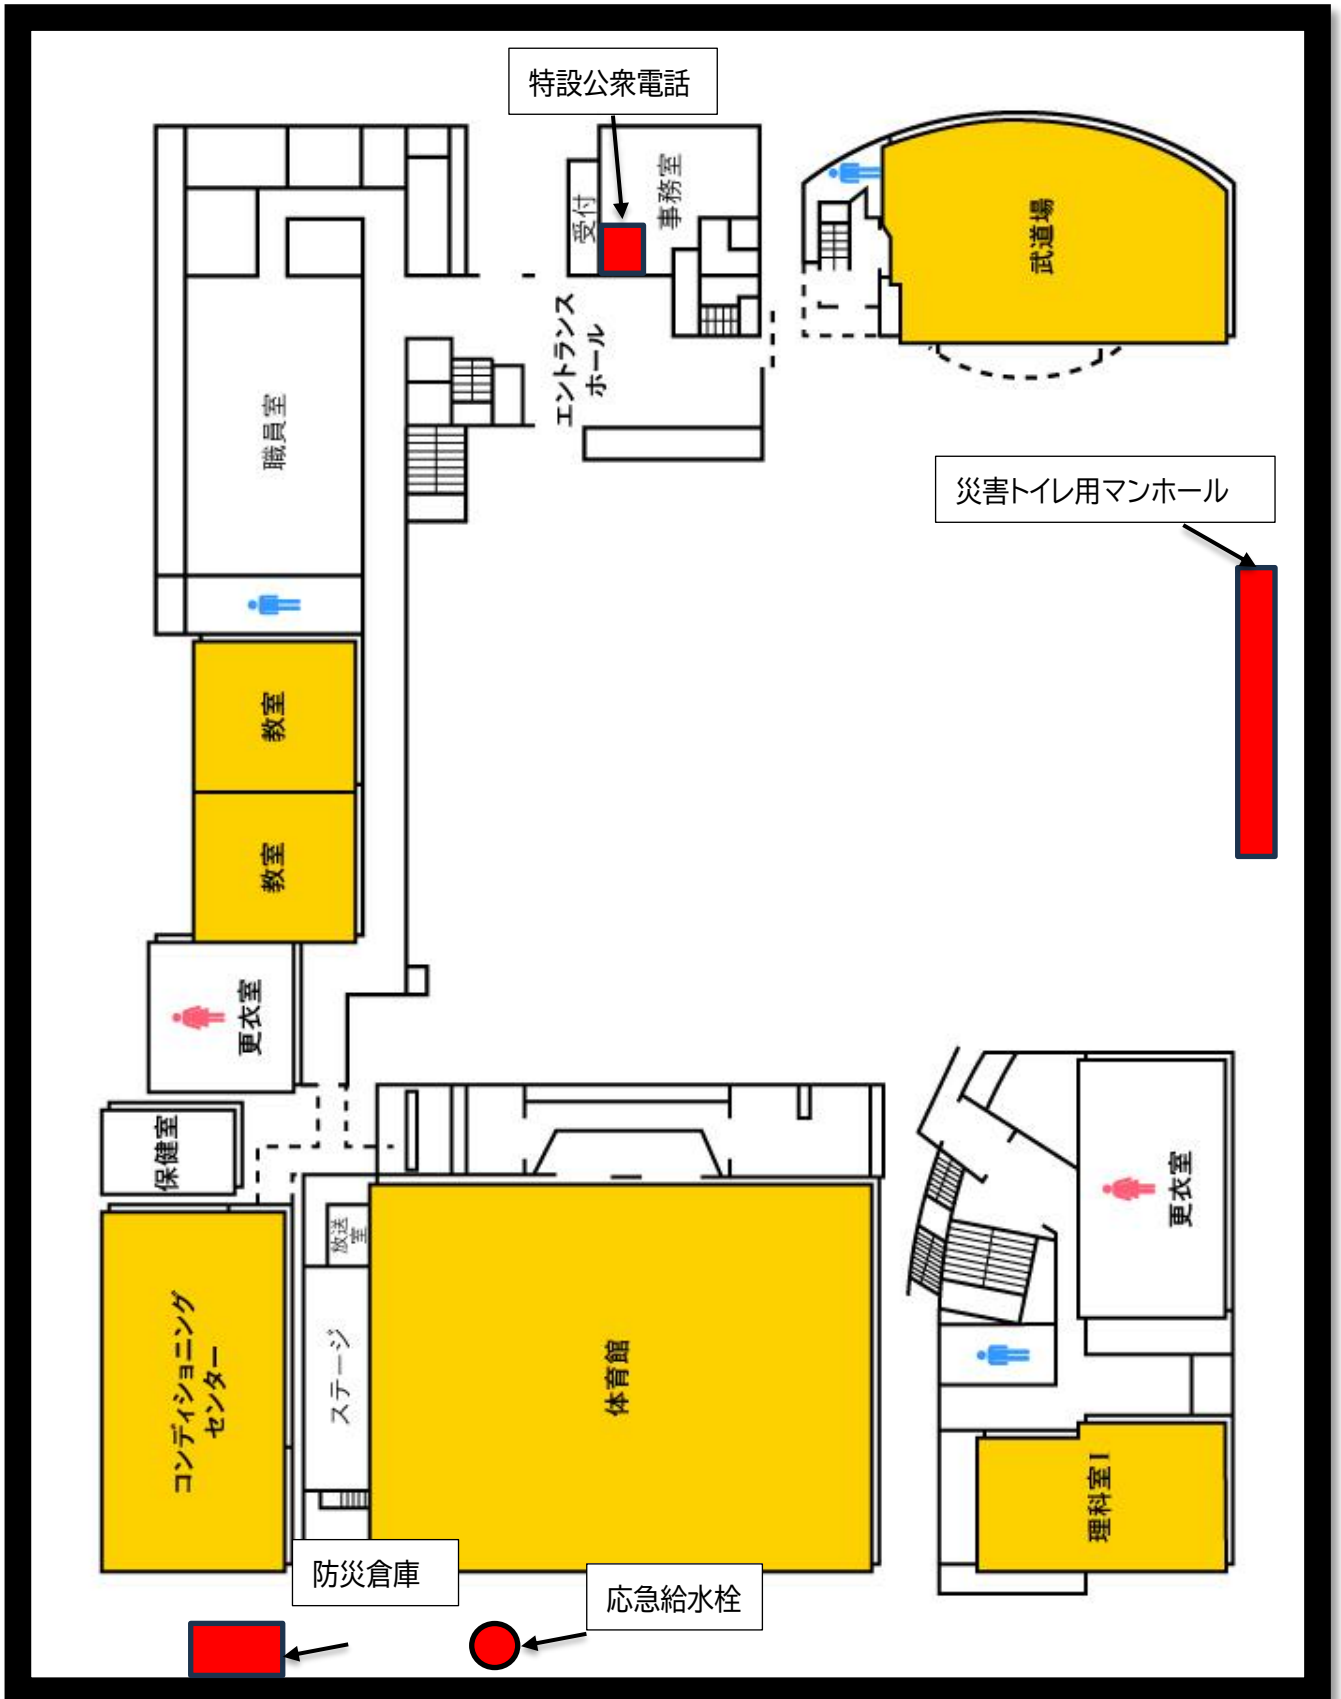 特設公衆電話
事務室
受付
武道場
エントランス
ホール
職員室
災害トイレ用マンホール
教室
教室
更衣室
保健室
更衣室
放送
室
コンディショニング
センター
ステージ
体育館
理科室Ⅰ
防災倉庫
応急給水栓